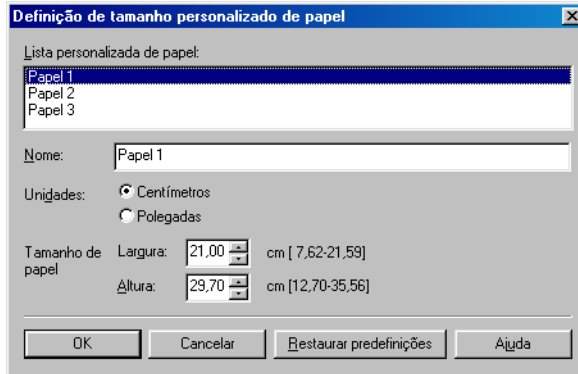 Definição de tamanho personalizado de papel
Lista personalizada de papel:
Papel 1
Papel 2
Papel 3
Nome: Papel 1
Unidades: Centímetros
Polegadas
Tamanho de papel
Largura: 21,00 cm [ 7,62-21,59]
Altura: 29,70 cm [12,70-35,56]
OK Cancelar Restaurar predefinições Ajuda